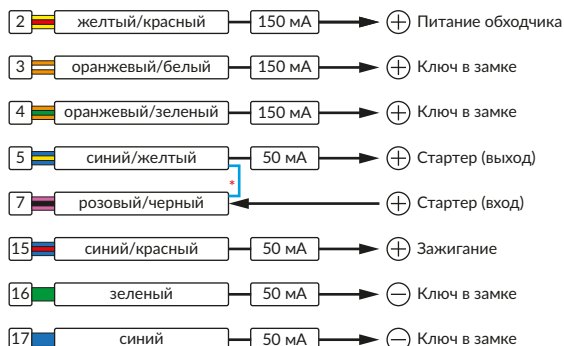 2 желтый/красный 150 мА + Питание обходчика
3 оранжевый/белый 150 мА + Ключ в замке
4 оранжевый/зеленый 150 мА + Ключ в замке
5 синий/желтый 50 мА + Стартер (выход)
*
7 розовый/черный + Стартер (вход)
15 синий/красный 50 мА + Зажигание
16 зеленый 50 мА − Ключ в замке
17 синий 50 мА − Ключ в замке